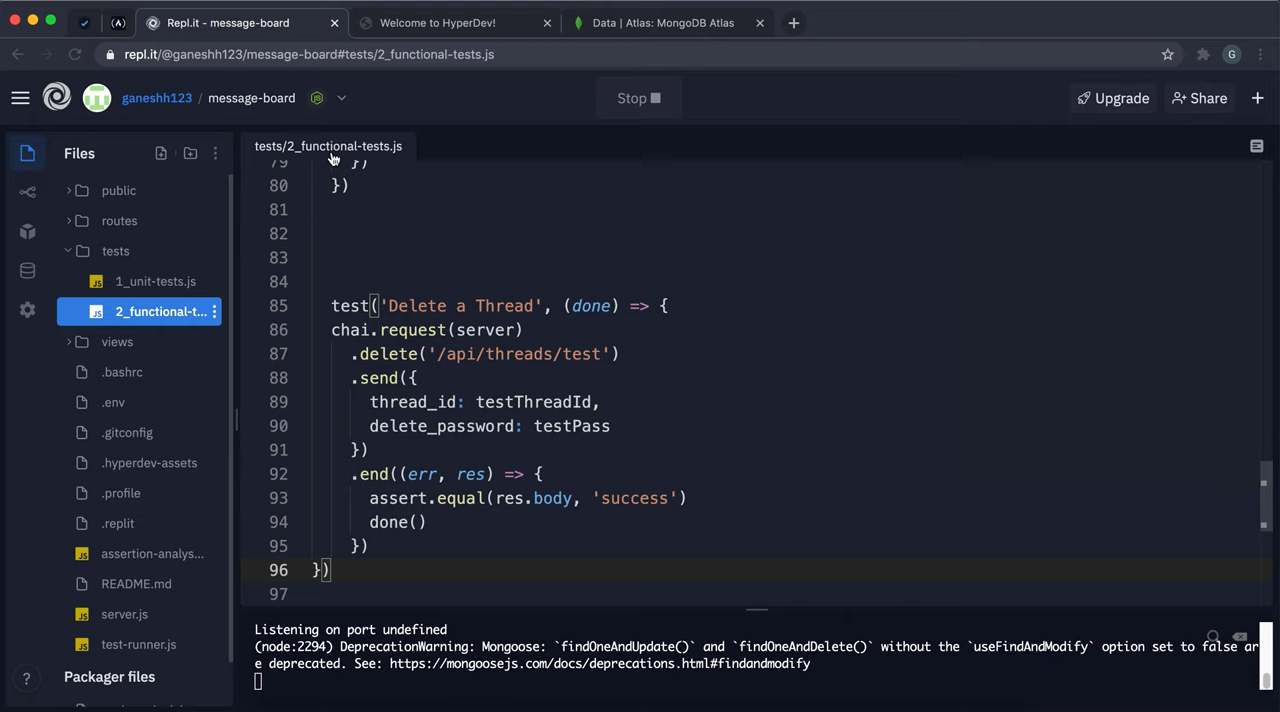 Repl.it - message-board
Welcome to HyperDev!
Data | Atlas: MongoDB Atlas
repl.it/@ganeshh123/message-board#tests/2_functional-tests.js
G
ganeshh123 / message-board
Stop
Upgrade
Share
Files
public
routes
tests
1_unit-tests.js
2_functional-t...
views
.bashrc
.env
.gitconfig
.hyperdev-assets
.profile
.replit
assertion-analys...
README.md
server.js
test-runner.js
Packager files
tests/2_functional-tests.js
79 })
80 })
81
82
83
84
85 test('Delete a Thread', (done) => {
86 chai.request(server)
87 .delete('/api/threads/test')
88 .send({
89 thread_id: testThreadId,
90 delete_password: testPass
91 })
92 .end((err, res) => {
93 assert.equal(res.body, 'success')
94 done()
95 })
96 })
97
Listening on port undefined
(node:2294) DeprecationWarning: Mongoose: `findOneAndUpdate()` and `findOneAndDelete()` without the `useFindAndModify` option set to false ar
e deprecated. See: https://mongoosejs.com/docs/deprecations.html#findandmodify